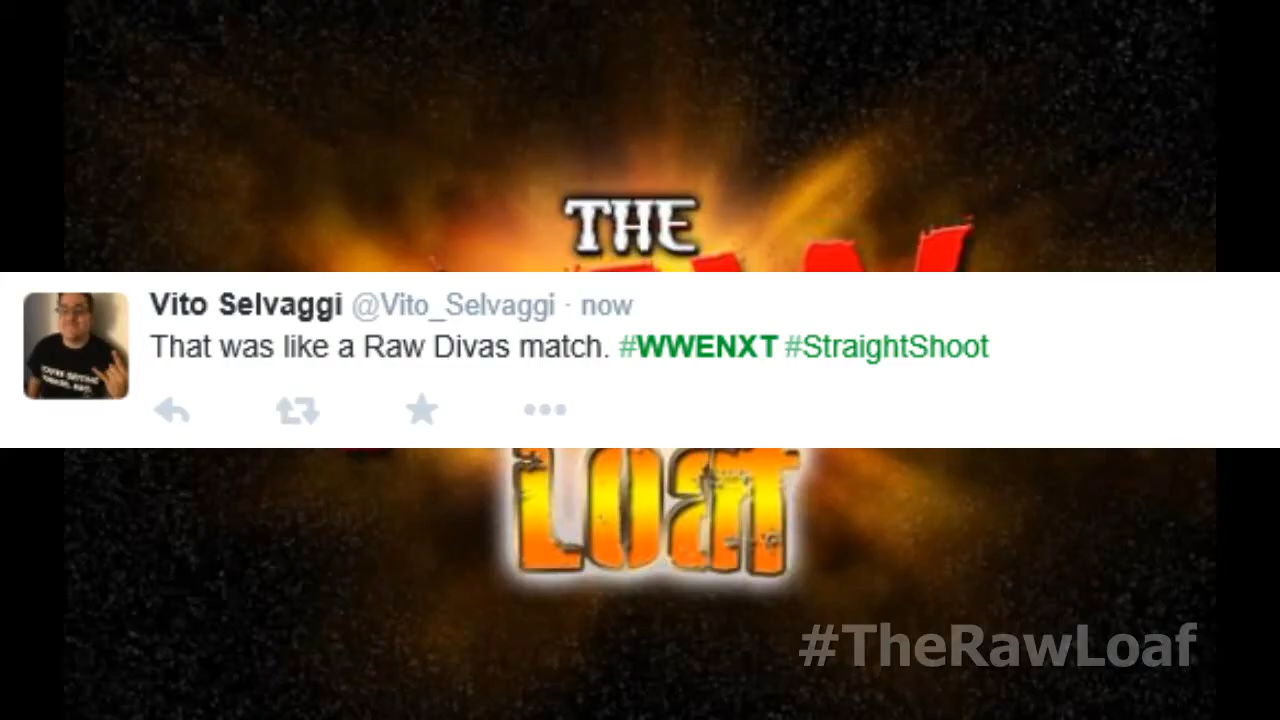 THE
Vito Selvaggi @Vito_Selvaggi · now
That was like a Raw Divas match. #WWENXT #StraightShoot
LOAF
#TheRawLoaf